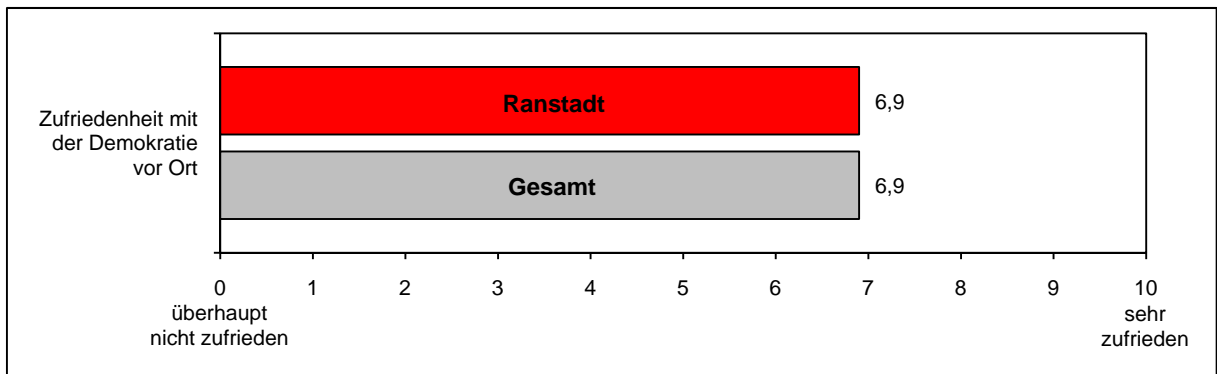 Zufriedenheit mit
der Demokratie
vor Ort
Ranstadt
6,9
Gesamt
6,9
0 1 2 3 4 5 6 7 8 9 10
überhaupt
nicht zufrieden
sehr
zufrieden